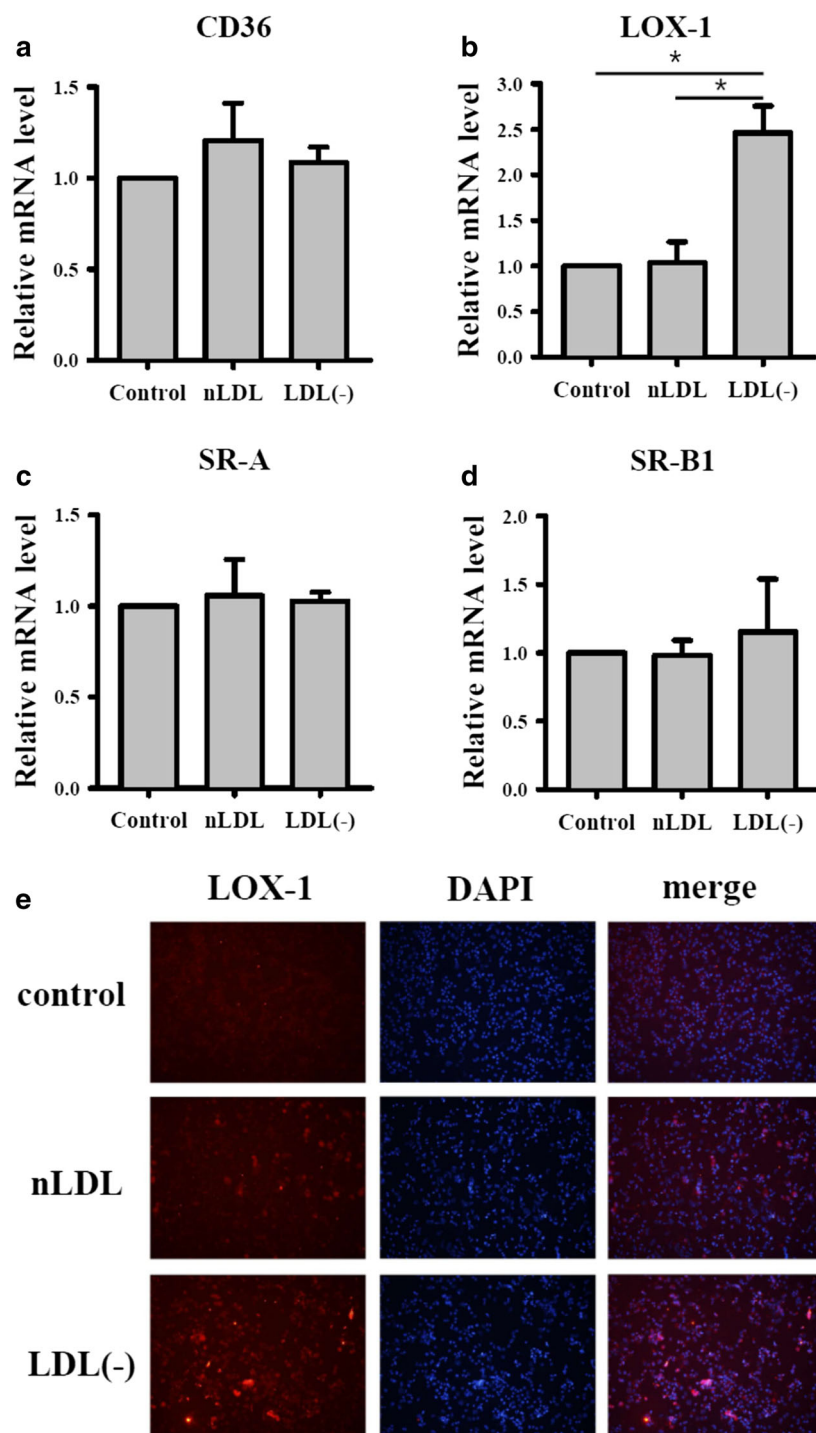 a
CD36
Relative mRNA level
1.5
1.0
0.5
0.0
Control nLDL LDL(-)
b
LOX-1
Relative mRNA level
3.0
2.5
2.0
1.5
1.0
0.5
0.0
*
*
Control nLDL LDL(-)
c
SR-A
Relative mRNA level
1.5
1.0
0.5
0.0
Control nLDL LDL(-)
d
SR-B1
Relative mRNA level
2.0
1.5
1.0
0.5
0.0
Control nLDL LDL(-)
e
LOX-1 DAPI merge
control
nLDL
LDL(-)